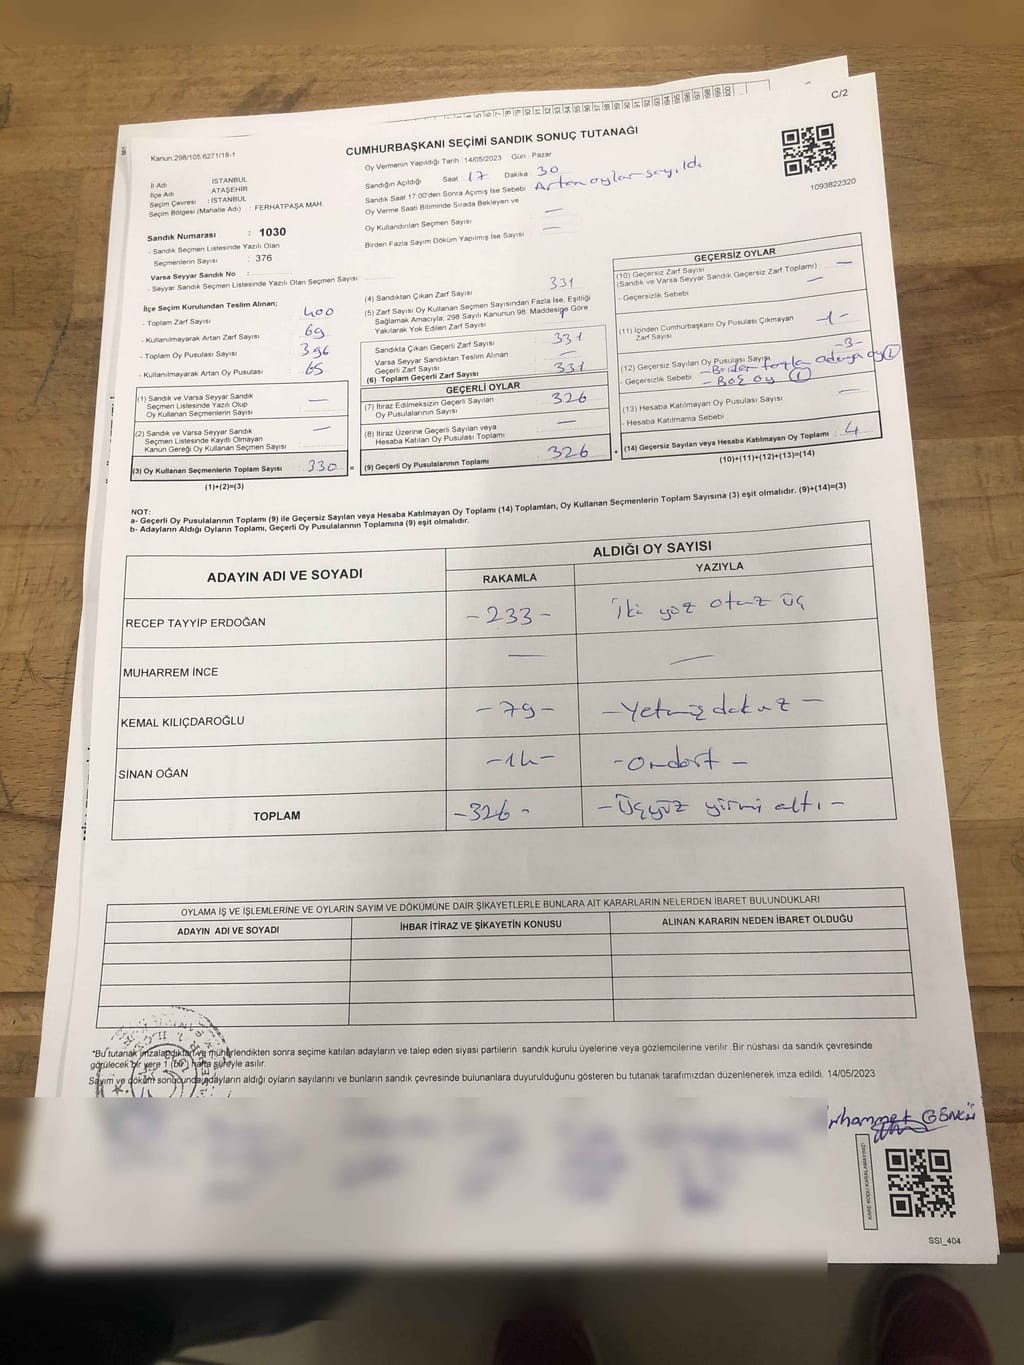 C/2
Kanun.298/105.6271/18-1
CUMHURBAŞKANI SEÇİMİ SANDIK SONUÇ TUTANAĞI
Oy Vermenin Yapıldığı Tarih : 14/05/2023 Gün : Pazar
1093822320
İl Adı : İSTANBUL
İlçe Adı : ATAŞEHİR
Seçim Çevresi : İSTANBUL
Seçim Bölgesi (Mahalle Adı) : FERHATPAŞA MAH
Sandık Numarası : 1030
- Sandık Seçmen Listesinde Yazılı Olan
Seçmenlerin Sayısı : 376
Varsa Seyyar Sandık No :
- Seyyar Sandık Seçmen Listesinde Yazılı Olan Seçmen Sayısı
Sandığın Açıldığı Saat 17 Dakika 30
Sandık Saat 17:00'den Sonra Açmış İse Sebebi Artan oylar sayıldı
Oy Verme Saati Bitiminde Sırada Bekleyen ve
Oy Kullandırılan Seçmen Sayısı —
Birden Fazla Sayım Döküm Yapılmış İse Sayısı —
İlçe Seçim Kurulundan Teslim Alınan;
- Toplam Zarf Sayısı 400
- Kullanılmayarak Artan Zarf Sayısı 69
- Toplam Oy Pusulası Sayısı 396
- Kullanılmayarak Artan Oy Pusulası 65
(1) Sandık ve Varsa Seyyar Sandık
Seçmen Listesinde Yazılı Olup
Oy Kullanan Seçmenlerin Sayısı —
(2) Sandık ve Varsa Seyyar Sandık
Seçmen Listesinde Kayıtlı Olmayan
Kanun Gereği Oy Kullanan Seçmen Sayısı —
(3) Oy Kullanan Seçmenlerin Toplam Sayısı 330 =
(1)+(2)=(3)
(4) Sandıktan Çıkan Zarf Sayısı 331
(5) Zarf Sayısı Oy Kullanan Seçmen Sayısından Fazla İse, Eşitliği
Sağlamak Amacıyla; 298 Sayılı Kanunun 98. Maddesine Göre
Yakılarak Yok Edilen Zarf Sayısı
Sandıkta Çıkan Geçerli Zarf Sayısı 331
Varsa Seyyar Sandıktan Teslim Alınan
Geçerli Zarf Sayısı —
(6) Toplam Geçerli Zarf Sayısı 331
GEÇERLİ OYLAR
(7) İtiraz Edilmeksizin Geçerli Sayılan
Oy Pusulalarının Sayısı 326
(8) İtiraz Üzerine Geçerli Sayılan veya
Hesaba Katılan Oy Pusulası Toplamı —
(9) Geçerli Oy Pusulalarının Toplamı 326 +
GEÇERSİZ OYLAR
(10) Geçersiz Zarf Sayısı
(Sandık ve Varsa Seyyar Sandık Geçersiz Zarf Toplamı) —
- Geçersizlik Sebebi —
(11) İçinden Cumhurbaşkanı Oy Pusulası Çıkmayan
Zarf Sayısı -1-
(12) Geçersiz Sayılan Oy Pusulası Sayısı -3-
- Geçersizlik Sebebi - Birden fazla adaya oy (2)
- Boş oy (1)
(13) Hesaba Katılmayan Oy Pusulası Sayısı —
- Hesaba Katılmama Sebebi
(14) Geçersiz Sayılan veya Hesaba Katılmayan Oy Toplamı 4
(10)+(11)+(12)+(13)=(14)
NOT:
a- Geçerli Oy Pusulalarının Toplamı (9) ile Geçersiz Sayılan veya Hesaba Katılmayan Oy Toplamı (14) Toplamları, Oy Kullanan Seçmenlerin Toplam Sayısına (3) eşit olmalıdır. (9)+(14)=(3)
b- Adayların Aldığı Oyların Toplamı, Geçerli Oy Pusulalarının Toplamına (9) eşit olmalıdır.
ADAYIN ADI VE SOYADI
ALDIĞI OY SAYISI
RAKAMLA YAZIYLA
RECEP TAYYİP ERDOĞAN -233- İki yüz otuz üç
MUHARREM İNCE — —
KEMAL KILIÇDAROĞLU -79- -Yetmiş dokuz-
SİNAN OĞAN -14- -Ondört-
TOPLAM -326- -Üçyüz yirmi altı-
OYLAMA İŞ VE İŞLEMLERİNE VE OYLARIN SAYIM VE DÖKÜMÜNE DAİR ŞİKAYETLERLE BUNLARA AİT KARARLARIN NELERDEN İBARET BULUNDUKLARI
ADAYIN ADI VE SOYADI İHBAR İTİRAZ VE ŞİKAYETİN KONUSU ALINAN KARARIN NEDEN İBARET OLDUĞU
*Bu tutanak imzalandıktan ve mühürlendikten sonra seçime katılan adayların ve talep eden siyasi partilerin sandık kurulu üyelerine ve gözlemcilerine verilir. Bir nüshası da sandık çevresinde
görülecek bir yere 1 (bir) hafta süreyle asılır.
Sayım ve döküm sonucunda adayların aldığı oyların sayılarını ve bunların sandık çevresinde bulunanlara duyurulduğunu gösteren bu tutanak tarafımızdan düzenlenerek imza edildi. 14/05/2023
KARE KODU KARALAMAYINIZ!
SSI_404